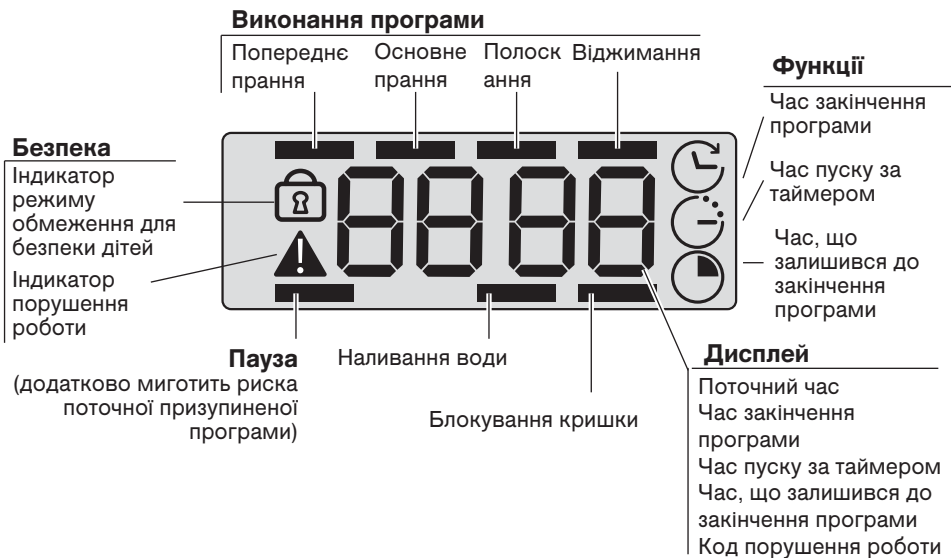 Виконання програми
Попереднє
прання
Основне
прання
Полоск
ання
Віджимання
Функції
Час закінчення
програми
Час пуску за
таймером
Час, що
залишився до
закінчення
програми
Безпека
Індикатор
режиму
обмеження для
безпеки дітей
Індикатор
порушення
роботи
88 88
Пауза
(додатково миготить риска
поточної призупиненої
програми)
Наливання води
Блокування кришки
Дисплей
Поточний час
Час закінчення
програми
Час пуску за таймером
Час, що залишився до
закінчення програми
Код порушення роботи